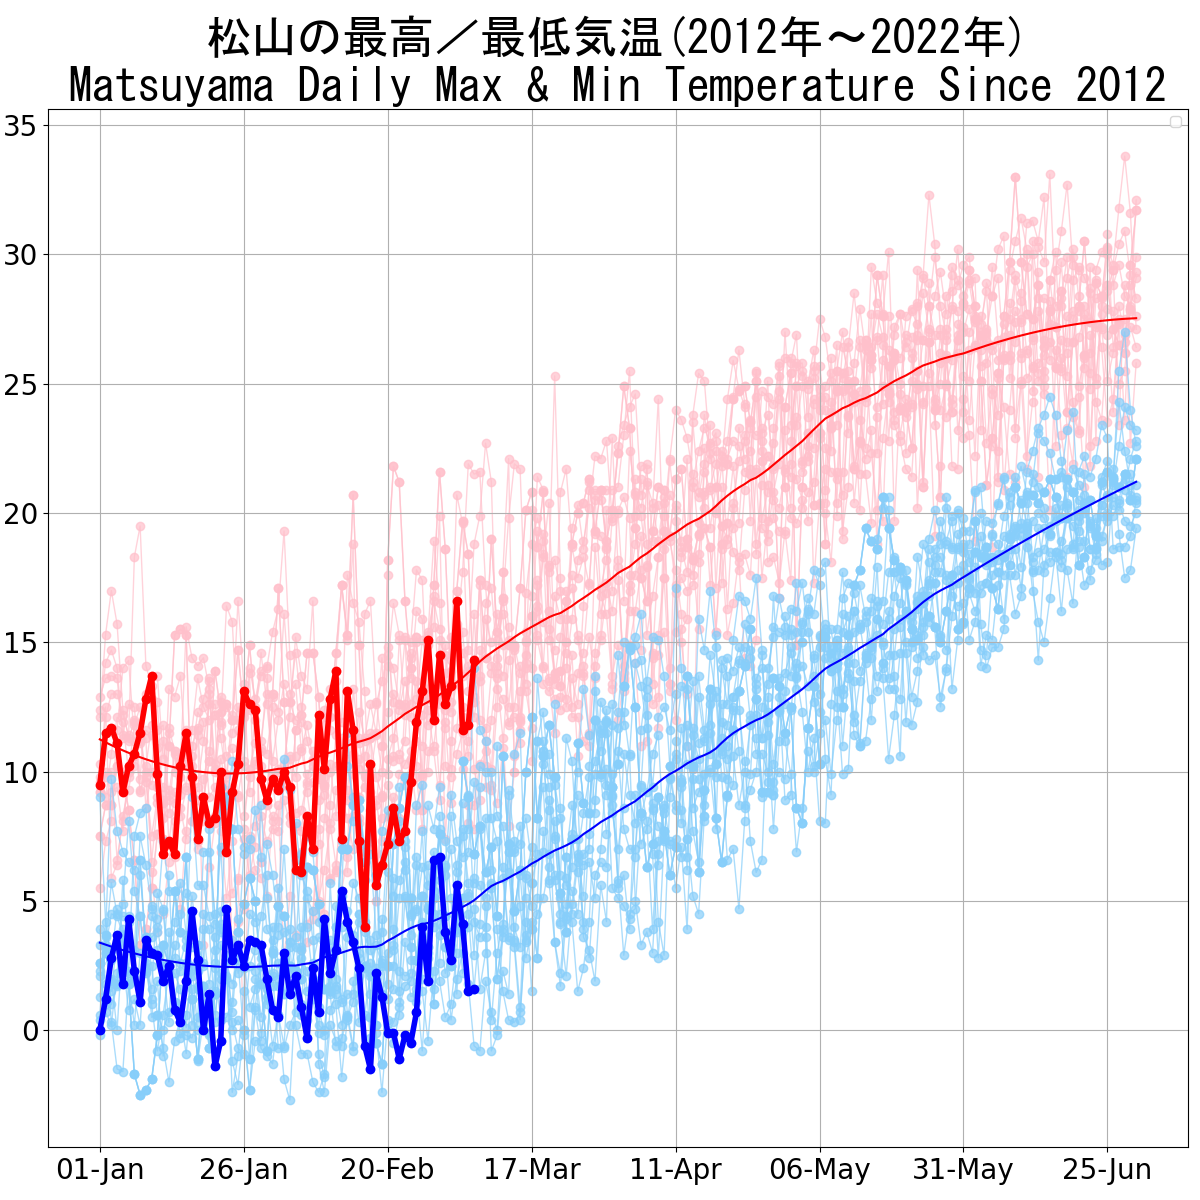 松山の最高／最低気温(2012年～2022年)
Matsuyama Daily Max & Min Temperature Since 2012
35
30
25
20
15
10
5
0
01-Jan 26-Jan 20-Feb 17-Mar 11-Apr 06-May 31-May 25-Jun